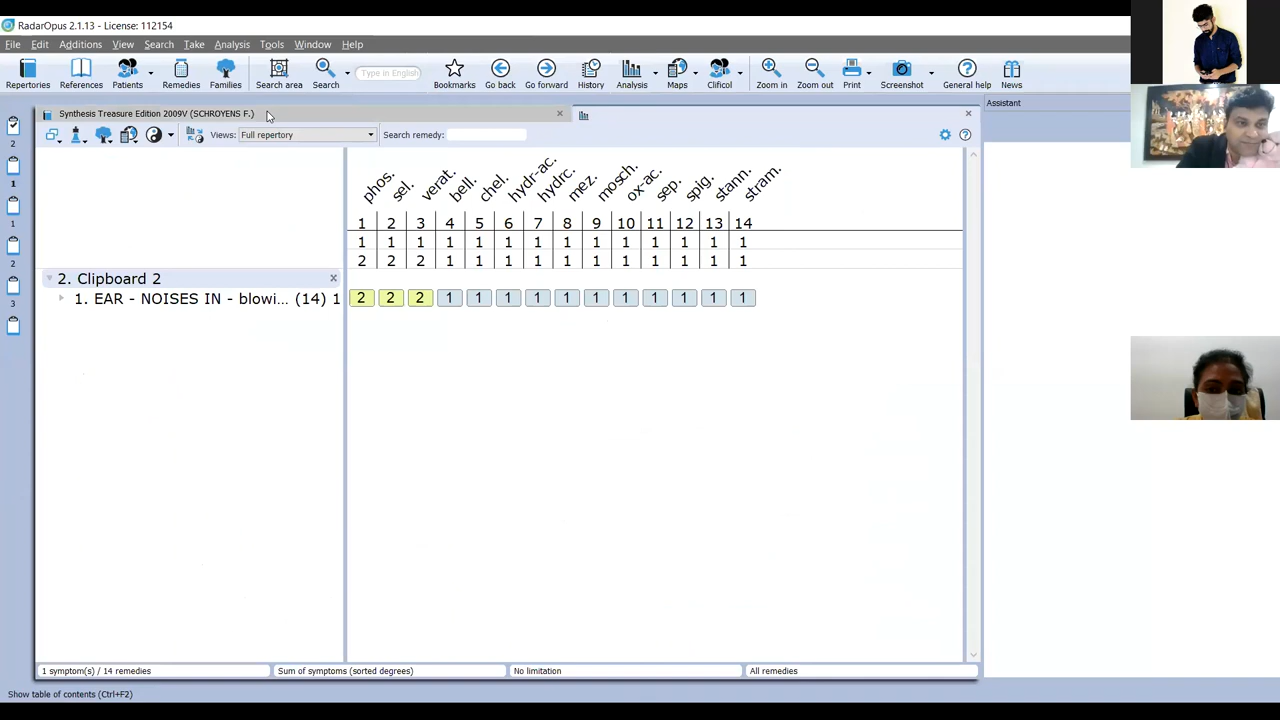 RadarOpus 2.1.13 - License: 112154
File Edit Additions View Search Take Analysis Tools Window Help
Repertories References Patients Remedies Families Search area Search Type in English Bookmarks Go back Go forward History Analysis Maps Clificol Zoom in Zoom out Print Screenshot General help News
Synthesis Treasure Edition 2009V (SCHROYENS F.)
Assistant
Views: Full repertory Search remedy:
phos. sel. verat. bell. chel. hydr-ac. hydrc. mez. mosch. ox-ac. sep. spig. stann. stram.
1 2 3 4 5 6 7 8 9 10 11 12 13 14
1 1 1 1 1 1 1 1 1 1 1 1 1 1
2 2 2 1 1 1 1 1 1 1 1 1 1 1
2. Clipboard 2
1. EAR - NOISES IN - blowi... (14) 1 2 2 2 1 1 1 1 1 1 1 1 1 1 1
2
1
1
2
3
1 symptom(s) / 14 remedies Sum of symptoms (sorted degrees) No limitation All remedies
Show table of contents (Ctrl+F2)